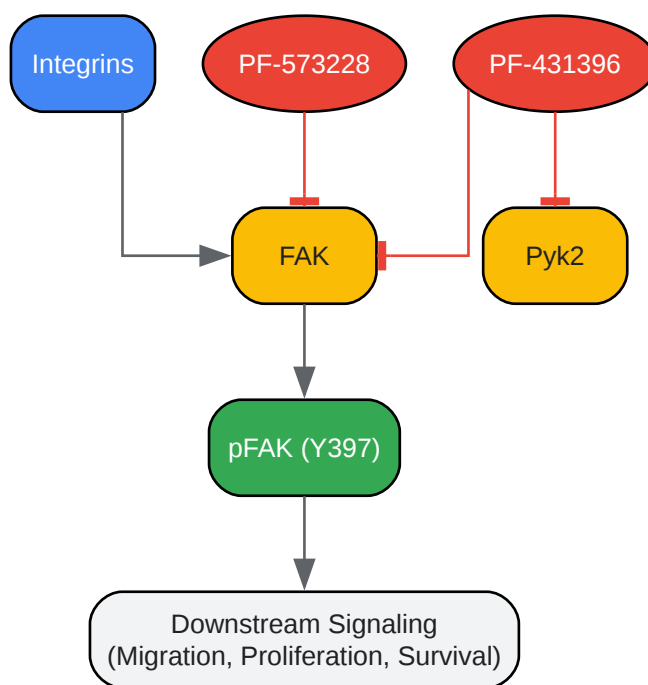 Integrins
PF-573228
PF-431396
FAK
Pyk2
pFAK (Y397)
Downstream Signaling
(Migration, Proliferation, Survival)